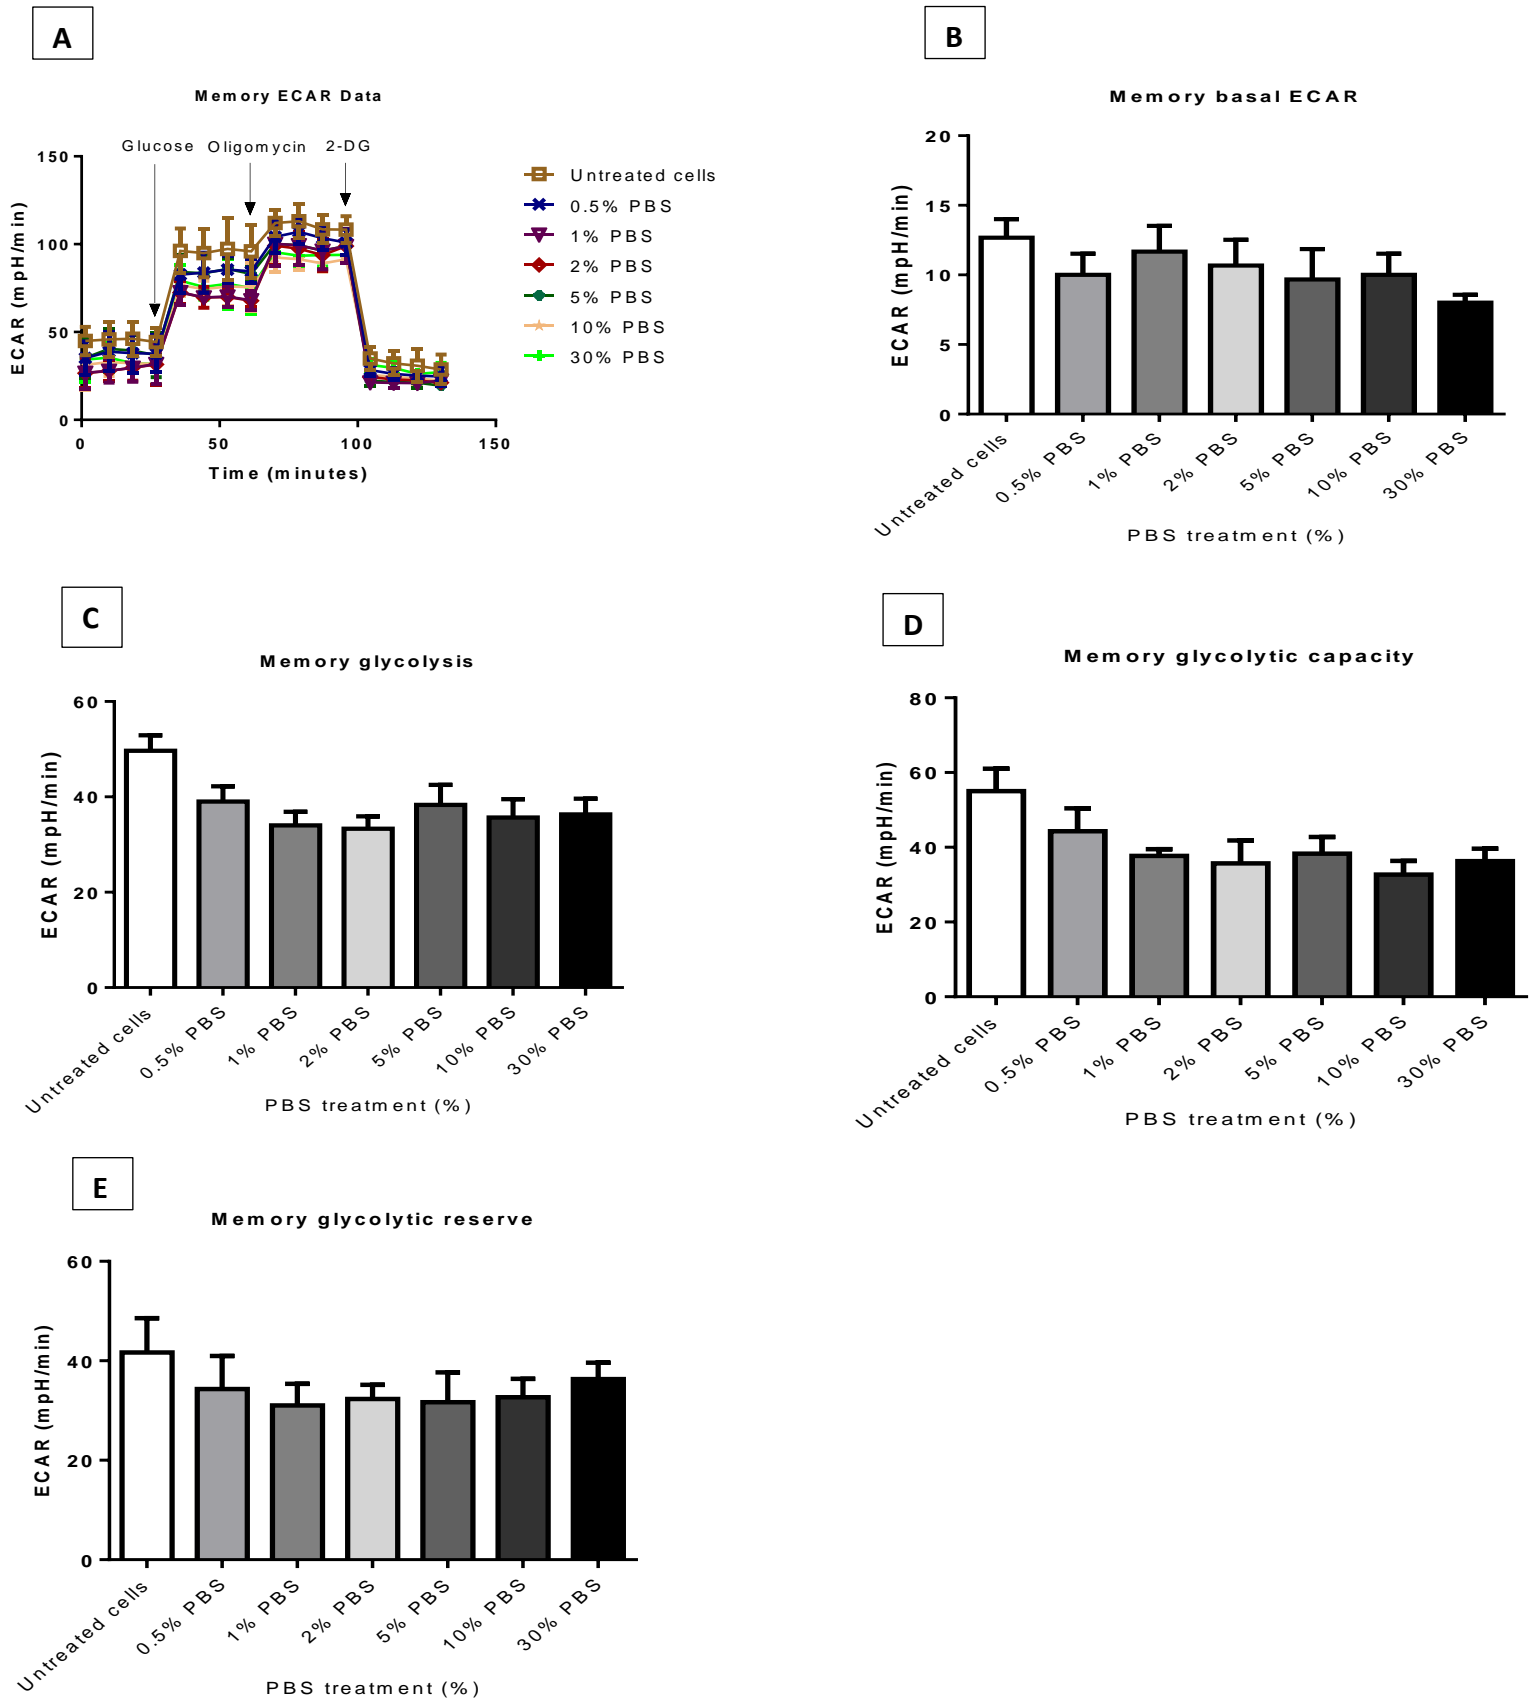 A
Memory ECAR Data
Glucose Oligomycin 2-DG
150
100
50
0
ECAR (mpH/min)
0 50 100 150
Time (minutes)
Untreated cells
0.5% PBS
1% PBS
2% PBS
5% PBS
10% PBS
30% PBS
B
Memory basal ECAR
20
15
10
5
0
ECAR (mpH/min)
Untreated cells
0.5% PBS
1% PBS
2% PBS
5% PBS
10% PBS
30% PBS
PBS treatment (%)
C
Memory glycolysis
60
40
20
0
ECAR (mpH/min)
Untreated cells
0.5% PBS
1% PBS
2% PBS
5% PBS
10% PBS
30% PBS
PBS treatment (%)
D
Memory glycolytic capacity
80
60
40
20
0
ECAR (mpH/min)
Untreated cells
0.5% PBS
1% PBS
2% PBS
5% PBS
10% PBS
30% PBS
PBS treatment (%)
E
Memory glycolytic reserve
60
40
20
0
ECAR (mpH/min)
Untreated cells
0.5% PBS
1% PBS
2% PBS
5% PBS
10% PBS
30% PBS
PBS treatment (%)